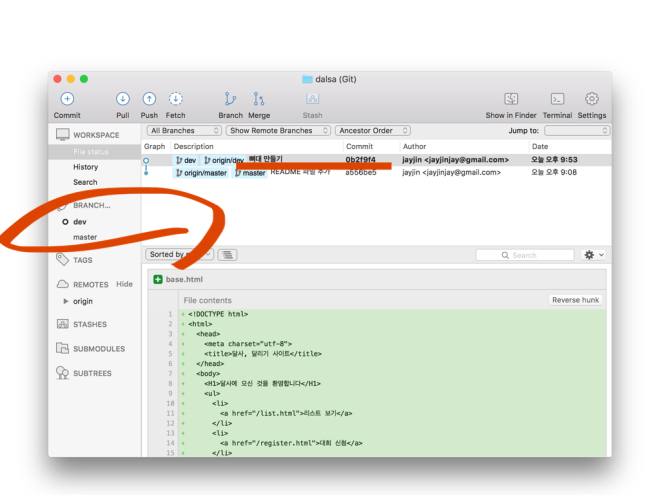 dalsa (Git)
Commit Pull Push Fetch Branch Merge Stash Show in Finder Terminal Settings
WORKSPACE
File status
History
Search
BRANCH...
dev
master
TAGS
REMOTES Hide
origin
STASHES
SUBMODULES
SUBTREES
All Branches Show Remote Branches Ancestor Order Jump to:
Graph Description Commit Author Date
dev origin/dev 뼈대 만들기 0b2f9f4 jayjin <jayjinjay@gmail.com> 오늘 오후 9:53
origin/master master README 파일 추가 a556be5 jayjin <jayjinjay@gmail.com> 오늘 오후 9:08
Sorted by Search
base.html
File contents Reverse hunk
1 + <!DOCTYPE html>
2 + <html>
3 + <head>
4 + <meta charset="utf-8">
5 + <title>달사, 달리기 사이트</title>
6 + </head>
7 + <body>
8 + <H1>달사에 오신 것을 환영합니다</H1>
9 + <ul>
10 + <li>
11 + <a href="/list.html">리스트 보기</a>
12 + </li>
13 + <li>
14 + <a href="/register.html">대회 신청</a>
15 + </li>